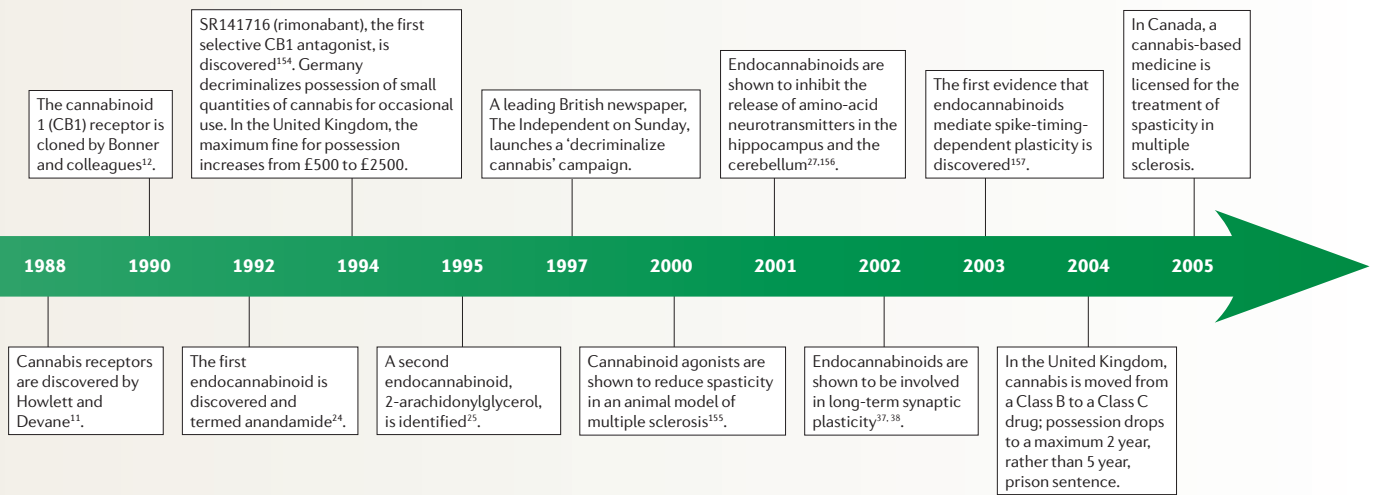 SR141716 (rimonabant), the first
selective CB1 antagonist, is
discovered¹⁵⁴. Germany
decriminalizes possession of small
quantities of cannabis for occasional
use. In the United Kingdom, the
maximum fine for possession
increases from £500 to £2500.
In Canada, a
cannabis-based
medicine is
licensed for the
treatment of
spasticity in
multiple
sclerosis.
Endocannabinoids are
shown to inhibit the
release of amino-acid
neurotransmitters in the
hippocampus and the
cerebellum²⁷,¹⁵⁶.
The first evidence that
endocannabinoids
mediate spike-timing-
dependent plasticity is
discovered¹⁵⁷.
The cannabinoid
1 (CB1) receptor is
cloned by Bonner
and colleagues¹².
A leading British newspaper,
The Independent on Sunday,
launches a ‘decriminalize
cannabis’ campaign.
1988 1990 1992 1994 1995 1997 2000 2001 2002 2003 2004 2005
Cannabis receptors
are discovered by
Howlett and
Devane¹¹.
The first
endocannabinoid is
discovered and
termed anandamide²⁴.
A second
endocannabinoid,
2-arachidonylglycerol,
is identified²⁵.
Cannabinoid agonists are
shown to reduce spasticity
in an animal model of
multiple sclerosis¹⁵⁵.
Endocannabinoids are
shown to be involved
in long-term synaptic
plasticity³⁷,³⁸.
In the United Kingdom,
cannabis is moved from
a Class B to a Class C
drug; possession drops
to a maximum 2 year,
rather than 5 year,
prison sentence.